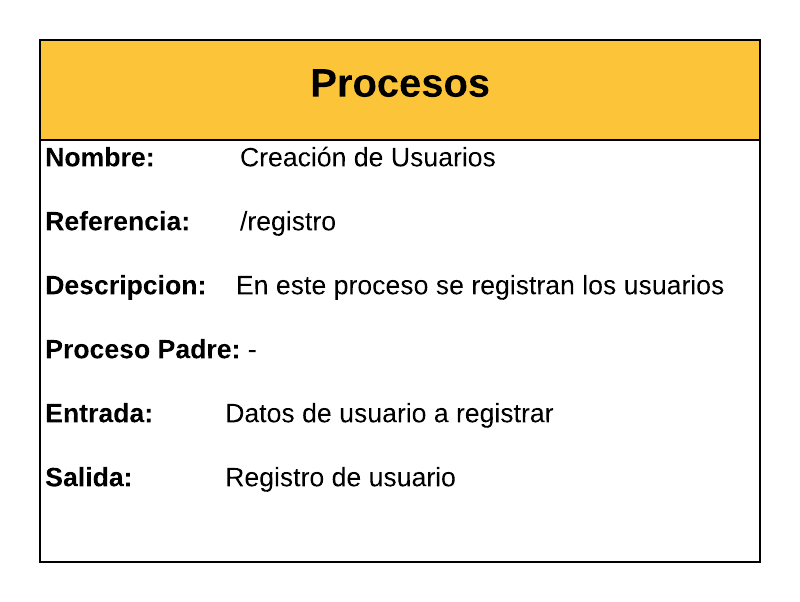 Procesos
Nombre: Creación de Usuarios
Referencia: /registro
Descripcion: En este proceso se registran los usuarios
Proceso Padre: -
Entrada: Datos de usuario a registrar
Salida: Registro de usuario